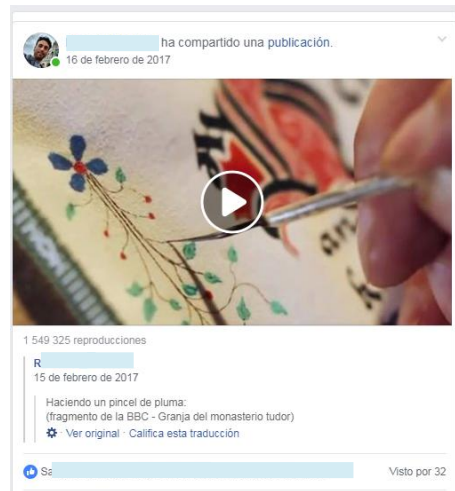 ha compartido una publicación.
16 de febrero de 2017
1 549 325 reproducciones
R
15 de febrero de 2017
Haciendo un pincel de pluma:
(fragmento de la BBC - Granja del monasterio tudor)
· Ver original · Califica esta traducción
Sa Visto por 32